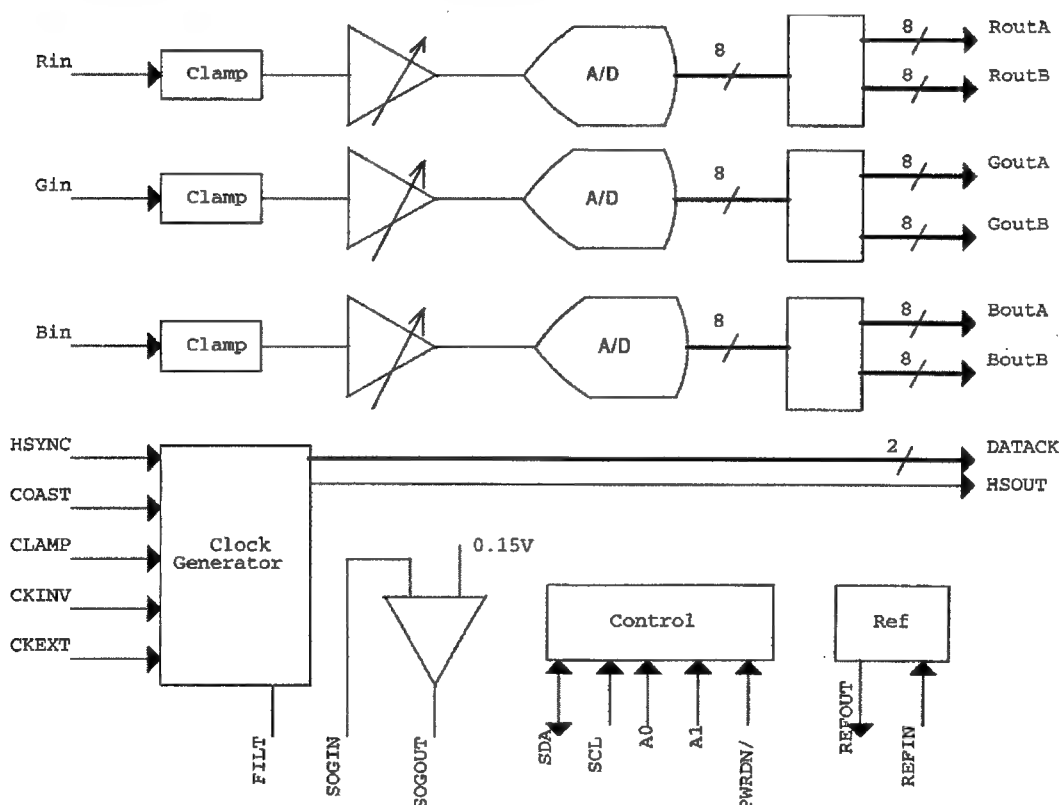 Rin
Clamp
A/D
8
8
RoutA
8
RoutB
Gin
Clamp
A/D
8
8
GoutA
8
GoutB
Bin
Clamp
A/D
8
8
BoutA
8
BoutB
HSYNC
COAST
CLAMP
CKINV
CKEXT
Clock
Generator
2
DATACK
HSOUT
0.15V
Control
Ref
FILT
SOGIN
SOGOUT
SDA
SCL
A0
A1
PWRDN/
REFOUT
REFIN